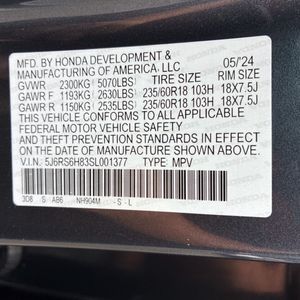 MFD. BY HONDA DEVELOPMENT &
MANUFACTURING OF AMERICA, LLC 05/'24
GVWR 2300KG (5070LBS) TIRE SIZE RIM SIZE
GAWR F 1193KG (2630LBS) 235/60R18 103H 18X7.5J
GAWR R 1150KG (2535LBS) 235/60R18 103H 18X7.5J
THIS VEHICLE CONFORMS TO ALL APPLICABLE
FEDERAL MOTOR VEHICLE SAFETY AND THEFT
PREVENTION STANDARDS IN EFFECT ON THE DATE
OF MANUFACTURE SHOWN ABOVE.
V.I.N.: 5J6RS6H83SL001377 TYPE: MPV
3D8 -S -AB6 NH904M -S -L